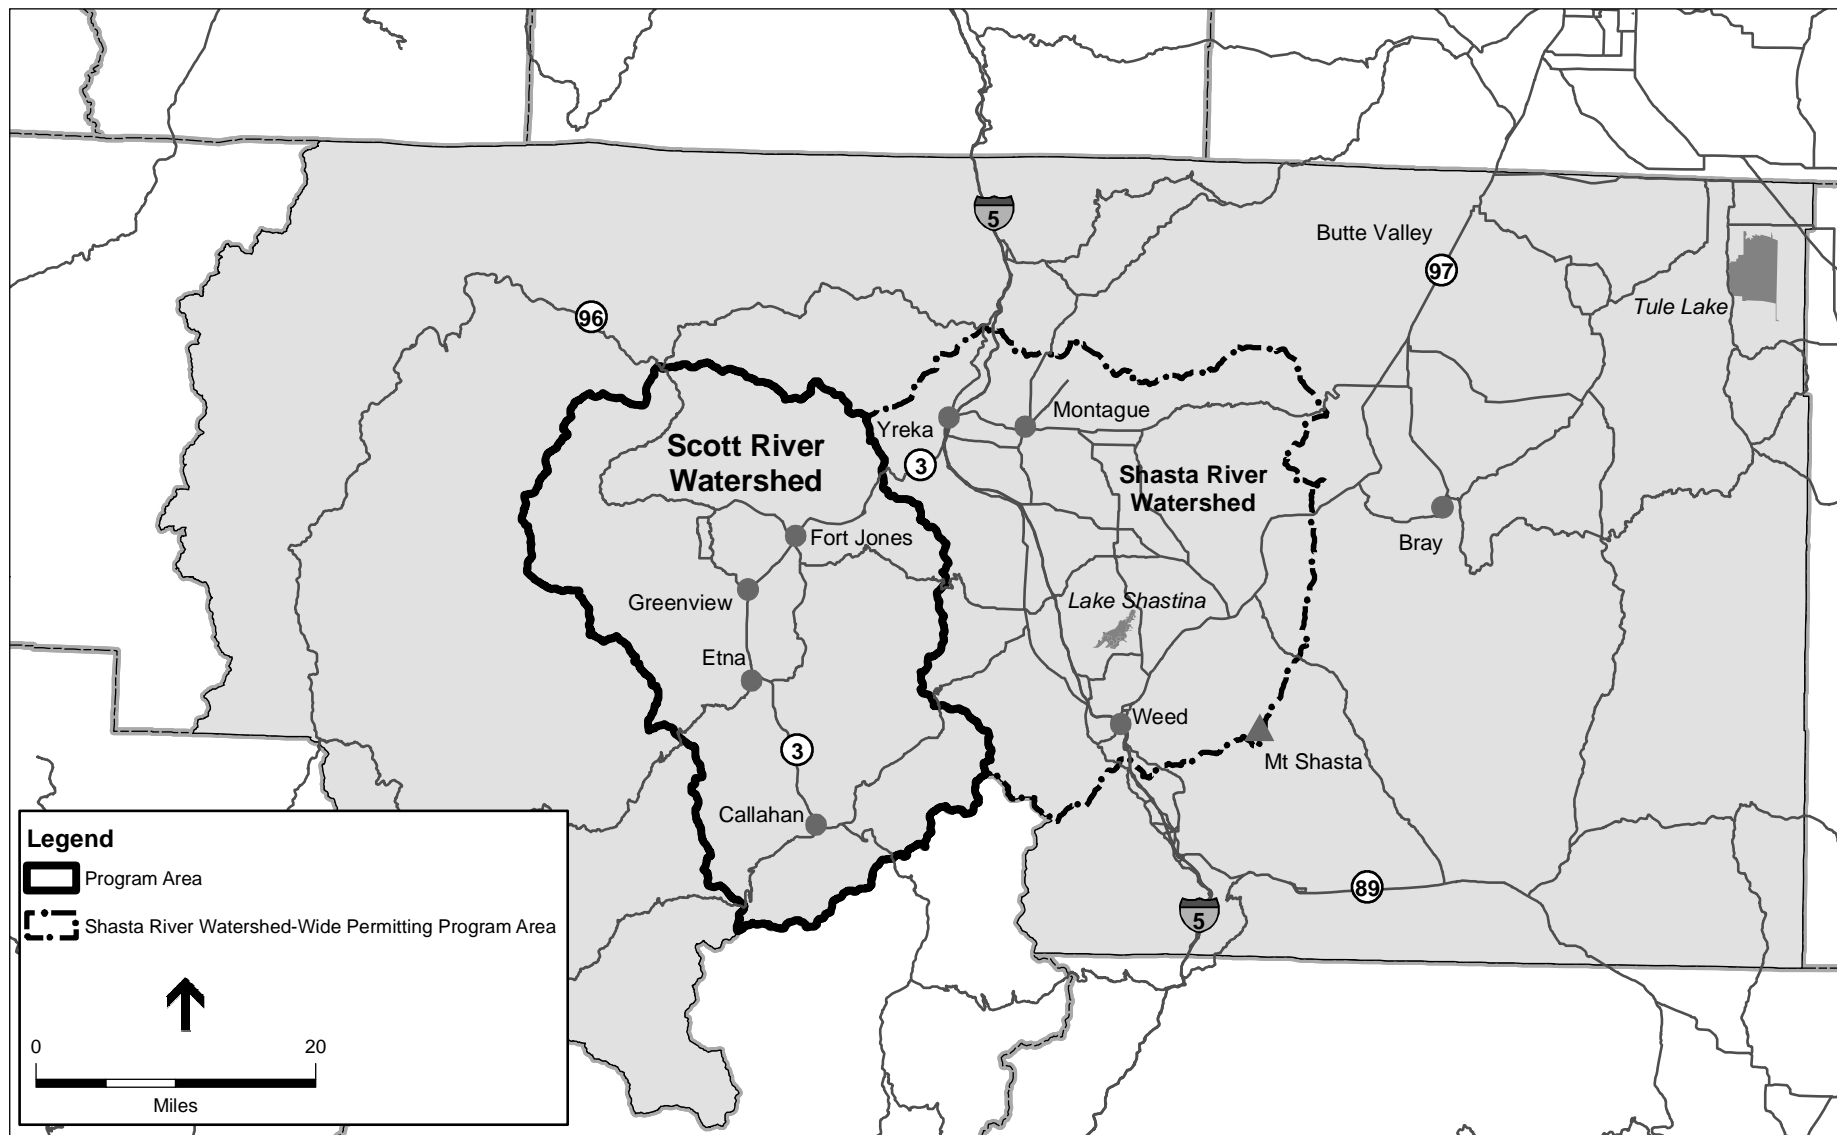 5
Butte Valley
97
Tule Lake
96
Montague
Yreka
Scott River
Watershed
3
Shasta River
Watershed
Fort Jones
Bray
Greenview
Lake Shastina
Etna
Weed
3
Mt Shasta
Callahan
89
5
Legend
Program Area
Shasta River Watershed-Wide Permitting Program Area
0 20
Miles